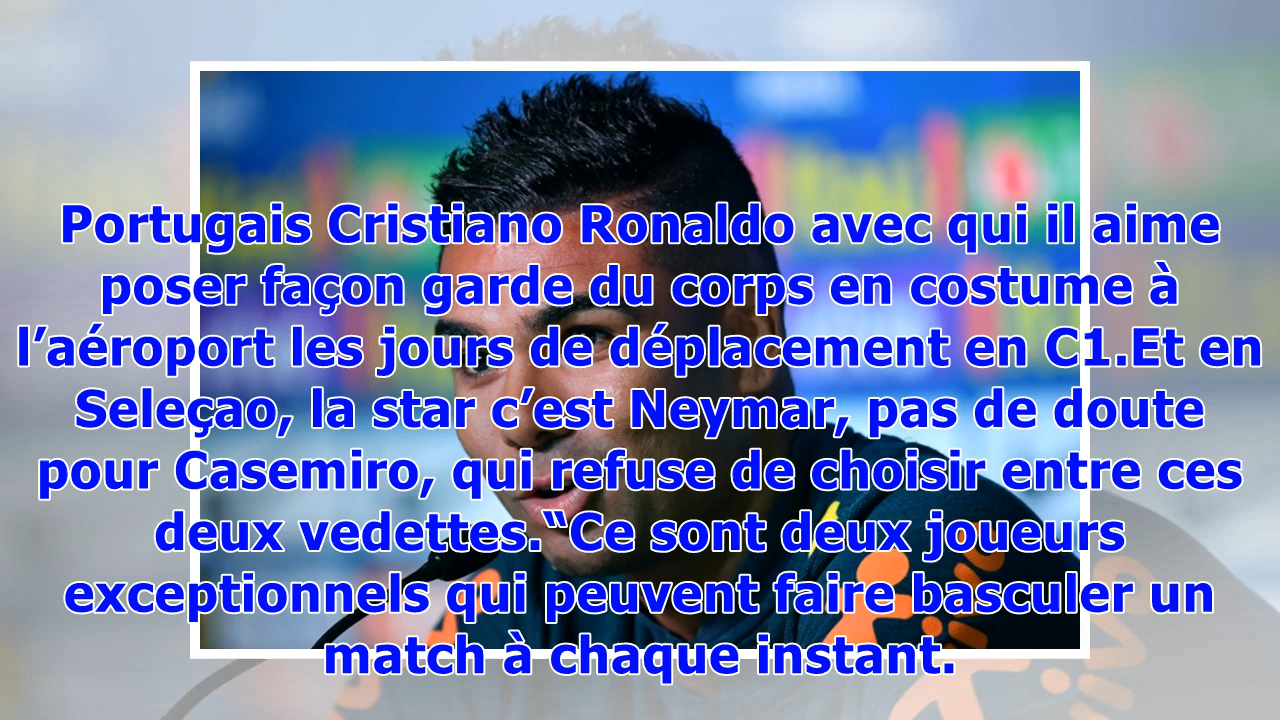 Portugais Cristiano Ronaldo avec qui il aime
poser façon garde du corps en costume à
l’aéroport les jours de déplacement en C1.Et en
Seleçao, la star c’est Neymar, pas de doute
pour Casemiro, qui refuse de choisir entre ces
deux vedettes.“Ce sont deux joueurs
exceptionnels qui peuvent faire basculer un
match à chaque instant.